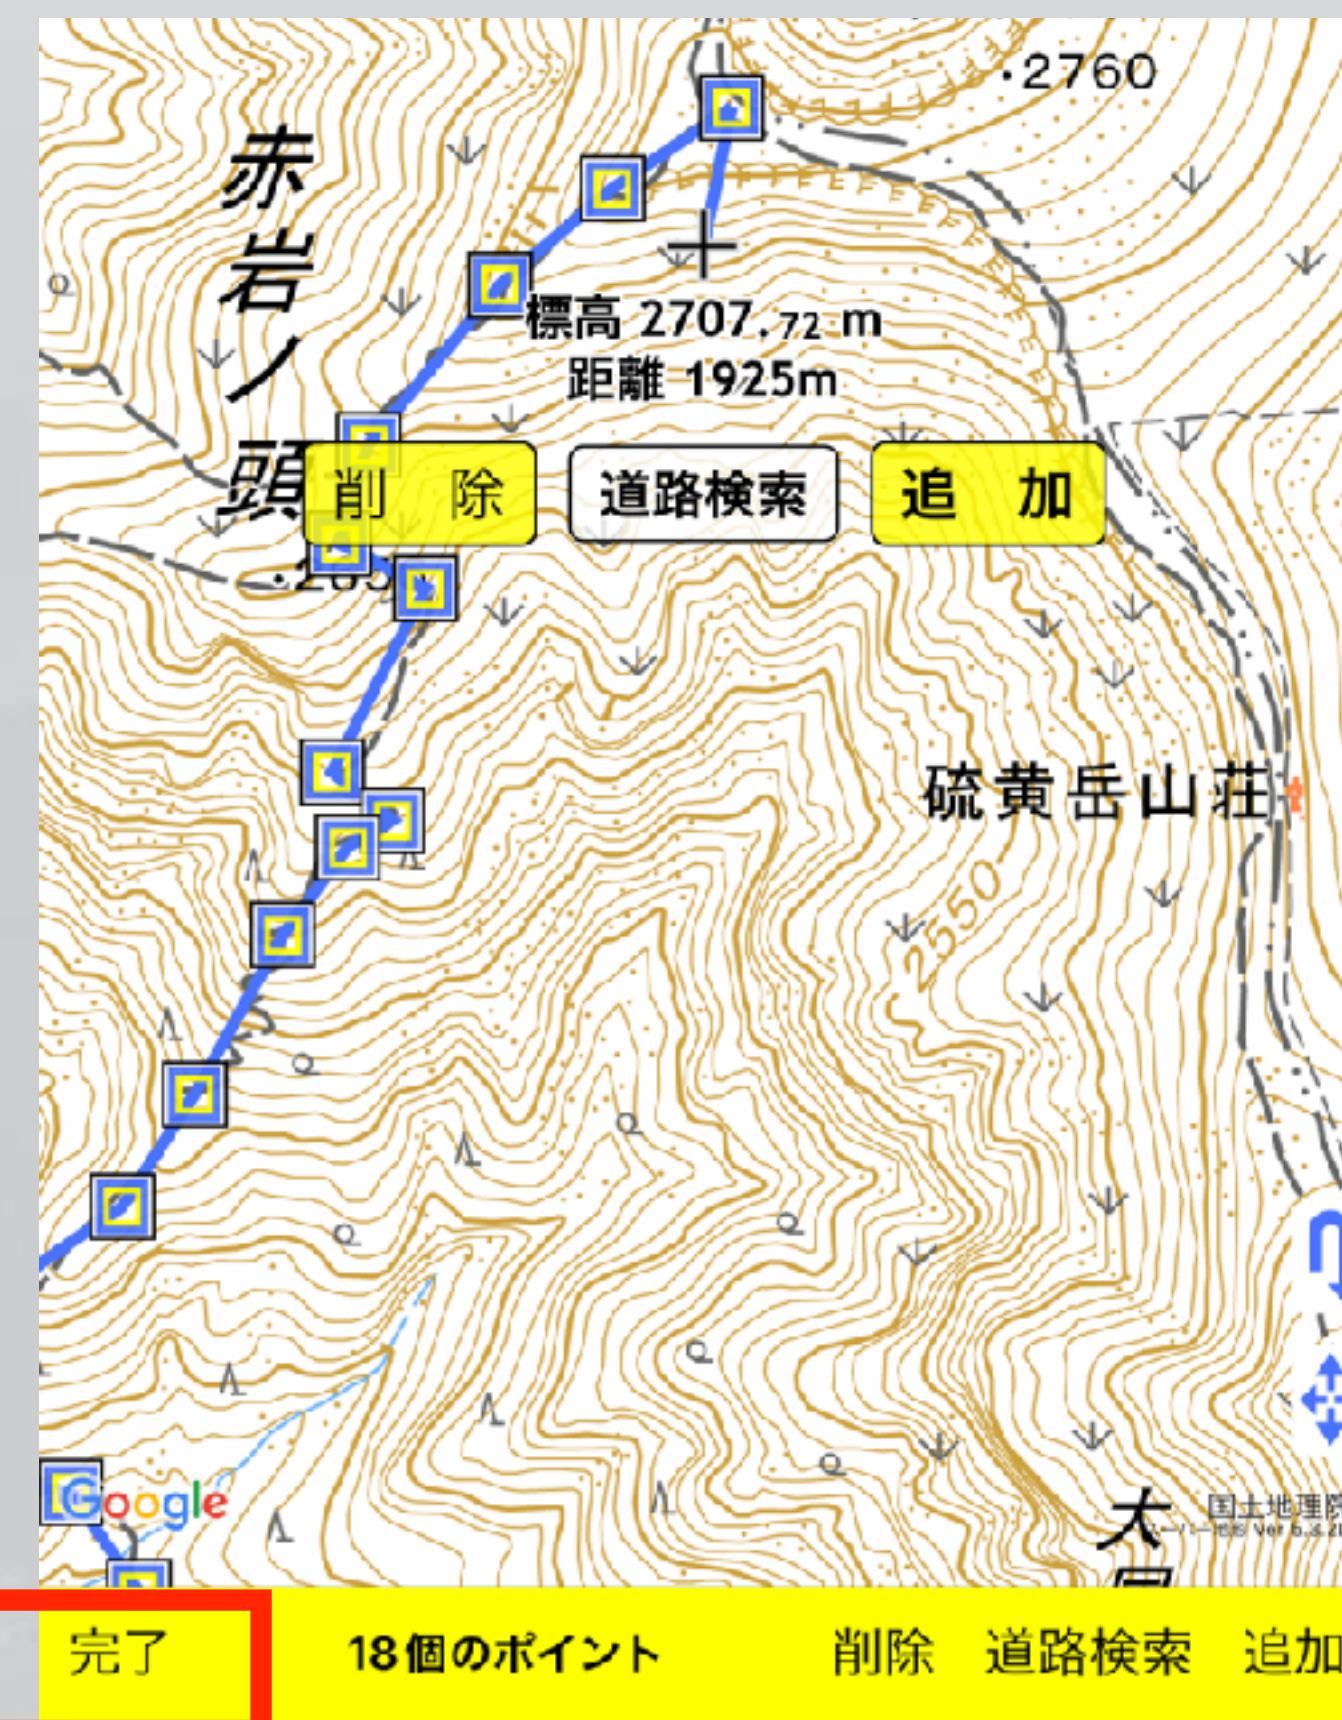 ・2760
赤岩ノ頭
標高 2707.72 m
距離 1925m
削 除
道路検索
追 加
硫黄岳山荘
2550
Google
大
国土地理院
完了
18個のポイント
削除
道路検索
追加